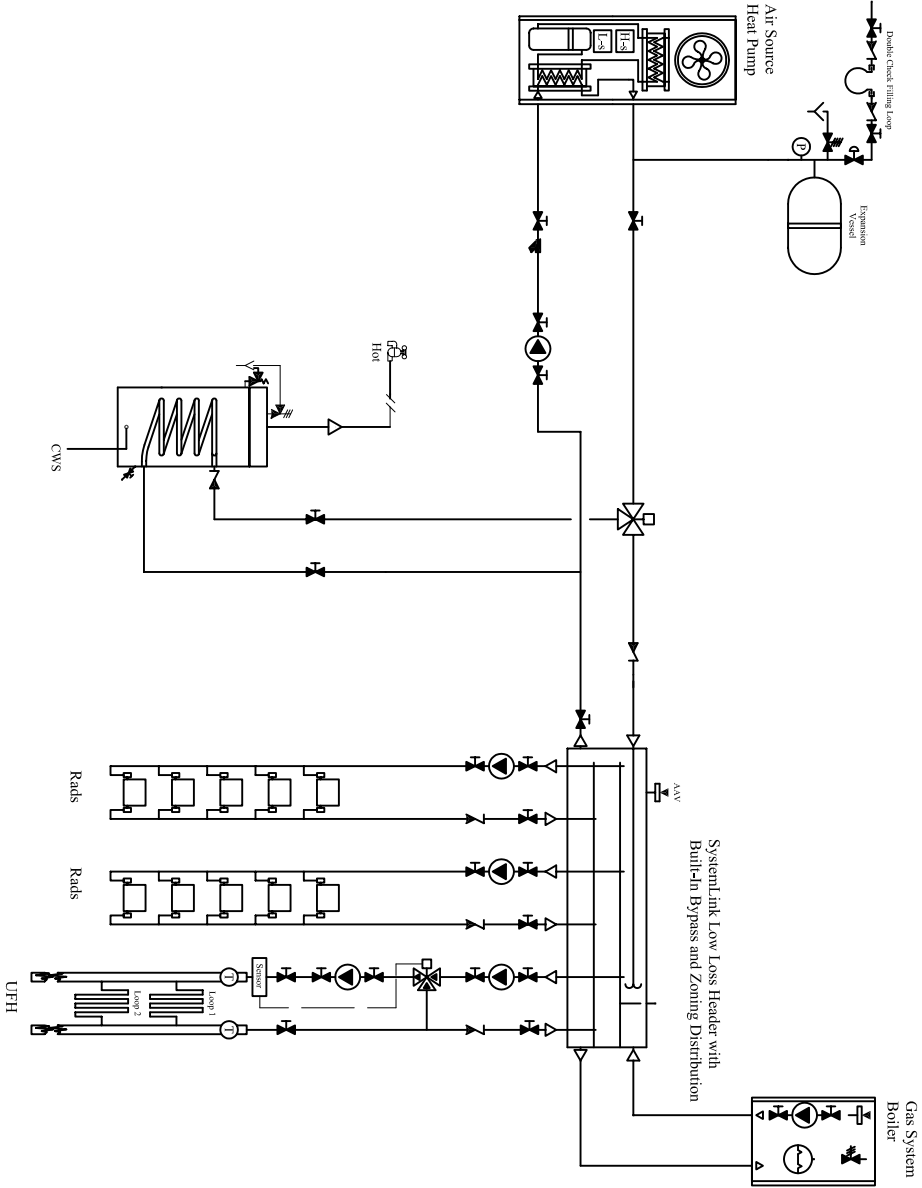 Double Check Filling Loop
P
Expansion
Vessel
Air Source
Heat Pump
H-s
L-s
Hot
CWS
AAV
SystemLink Low Loss Header with
Built-In Bypass and Zoning Distribution
Rads
Rads
Sensor
T
T
Loop 1
Loop 2
UFH
Gas System
Boiler